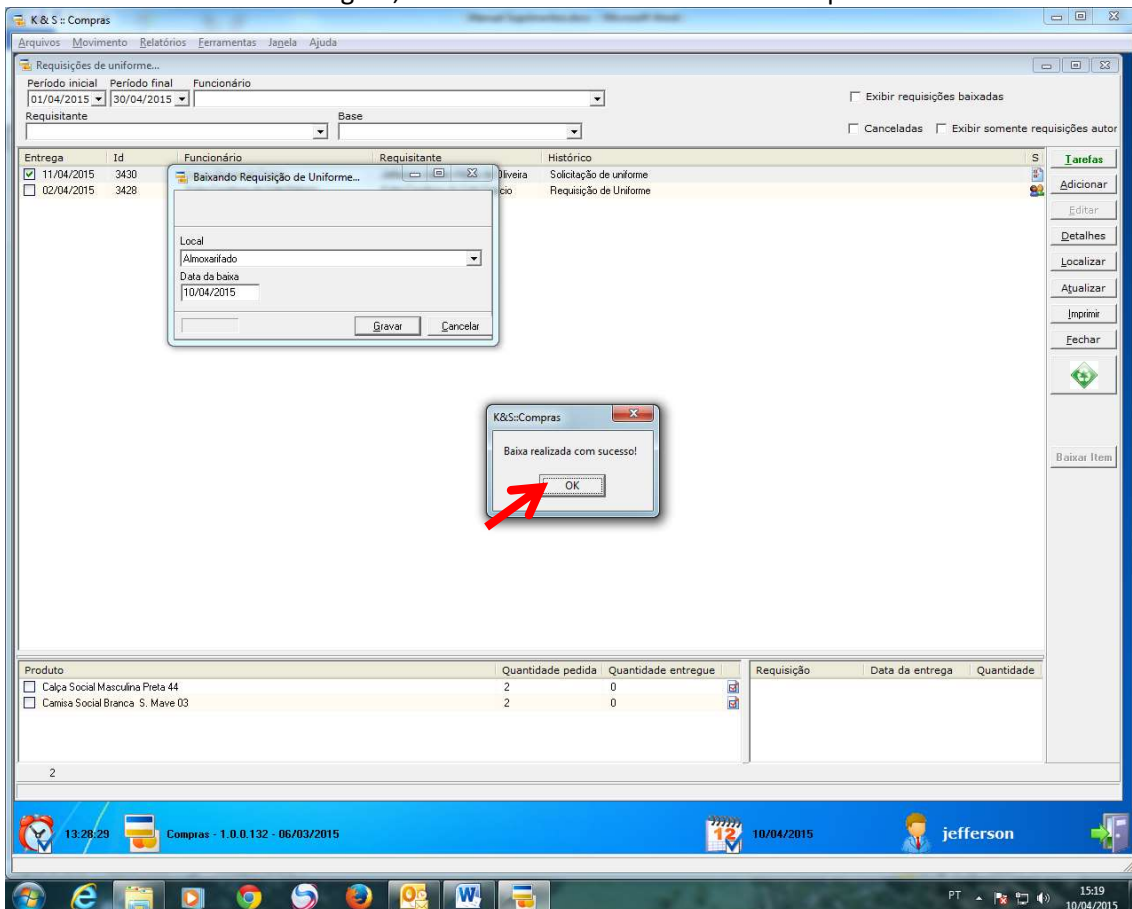 K & S :: Compras
Arquivos Movimento Relatórios Ferramentas Janela Ajuda
Requisições de uniforme...
Período inicial Período final Funcionário
01/04/2015 30/04/2015
Exibir requisições baixadas
Requisitante Base
Canceladas Exibir somente requisições autor
Entrega Id Funcionário Requisitante Histórico S
11/04/2015 3430 Oliveira Solicitação de uniforme
02/04/2015 3428 cio Requisição de Uniforme
Baixando Requisição de Uniforme...
Local
Almoxarifado
Data da baixa
10/04/2015
Gravar Cancelar
Tarefas
Adicionar
Editar
Detalhes
Localizar
Atualizar
Imprimir
Fechar
Baixar Item
K&S::Compras
Baixa realizada com sucesso!
OK
Produto Quantidade pedida Quantidade entregue Requisição Data da entrega Quantidade
Calça Social Masculina Preta 44 2 0
Camisa Social Branca S. Mave 03 2 0
2
13:28:29 Compras - 1.0.0.132 - 06/03/2015 12 10/04/2015 jefferson
PT 15:19
10/04/2015